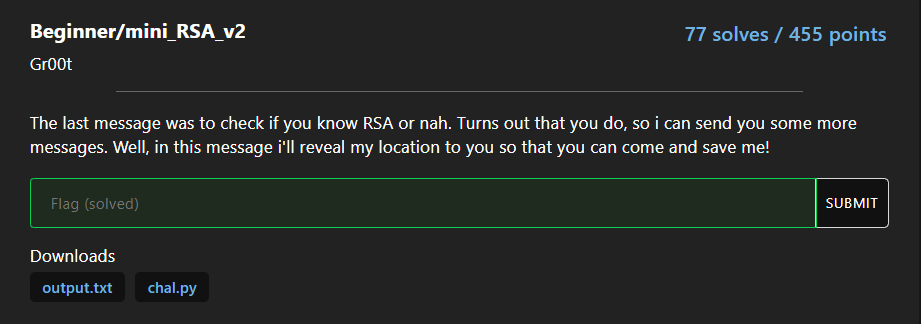 Beginner/mini_RSA_v2
77 solves / 455 points
Gr00t
The last message was to check if you know RSA or nah. Turns out that you do, so i can send you some more
messages. Well, in this message i'll reveal my location to you so that you can come and save me!
Flag (solved)
SUBMIT
Downloads
output.txt
chal.py